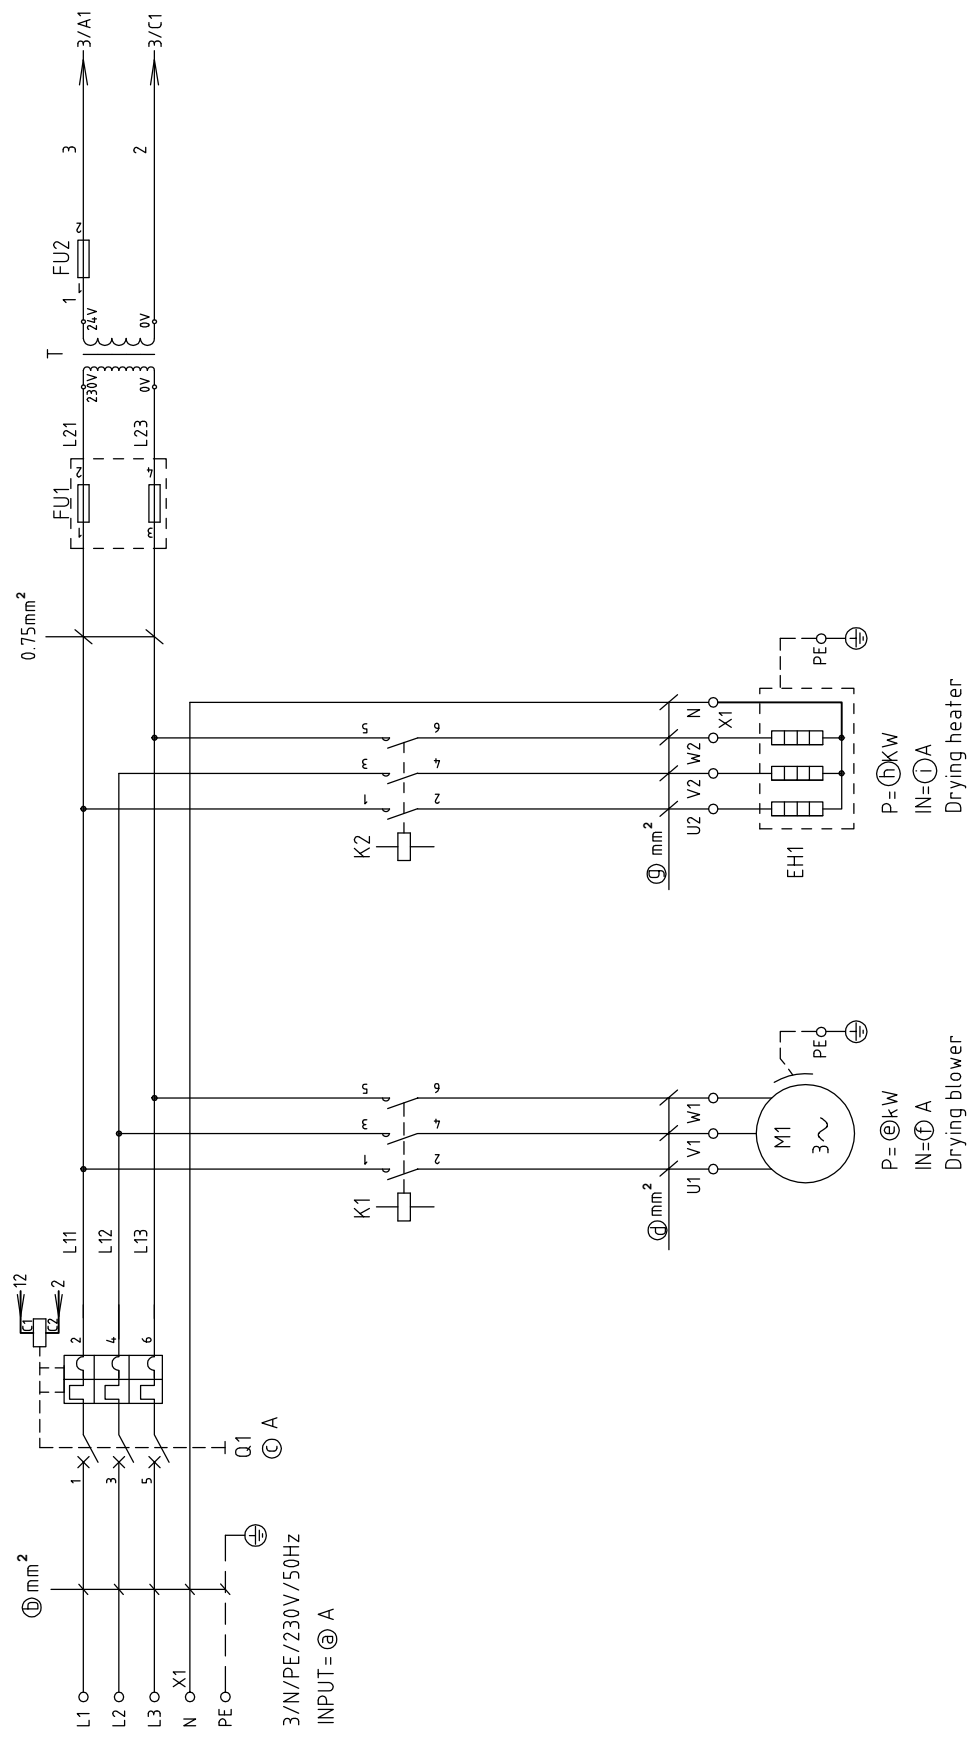 L1
L2
L3
N
PE
X1
3/N/PE/230V/50Hz
INPUT= ⓐ A
ⓑ mm²
1
3
5
Q1
ⓒ A
2
4
6
C1
C2
12
2
L11
L12
L13
K1
1
3
5
2
4
6
ⓓ mm²
U1
V1
W1
M1
3~
PE
P= ⓔ kW
IN= ⓕ A
Drying blower
K2
1
3
5
2
4
6
ⓖ mm²
U2
V2
W2
N
X1
EH1
PE
P= ⓗ KW
IN= ⓘ A
Drying heater
0.75mm²
FU1
1
2
3
4
L21
L23
T
230V
0V
24V
0V
1
FU2
1
2
3
2
3/A1
3/C1